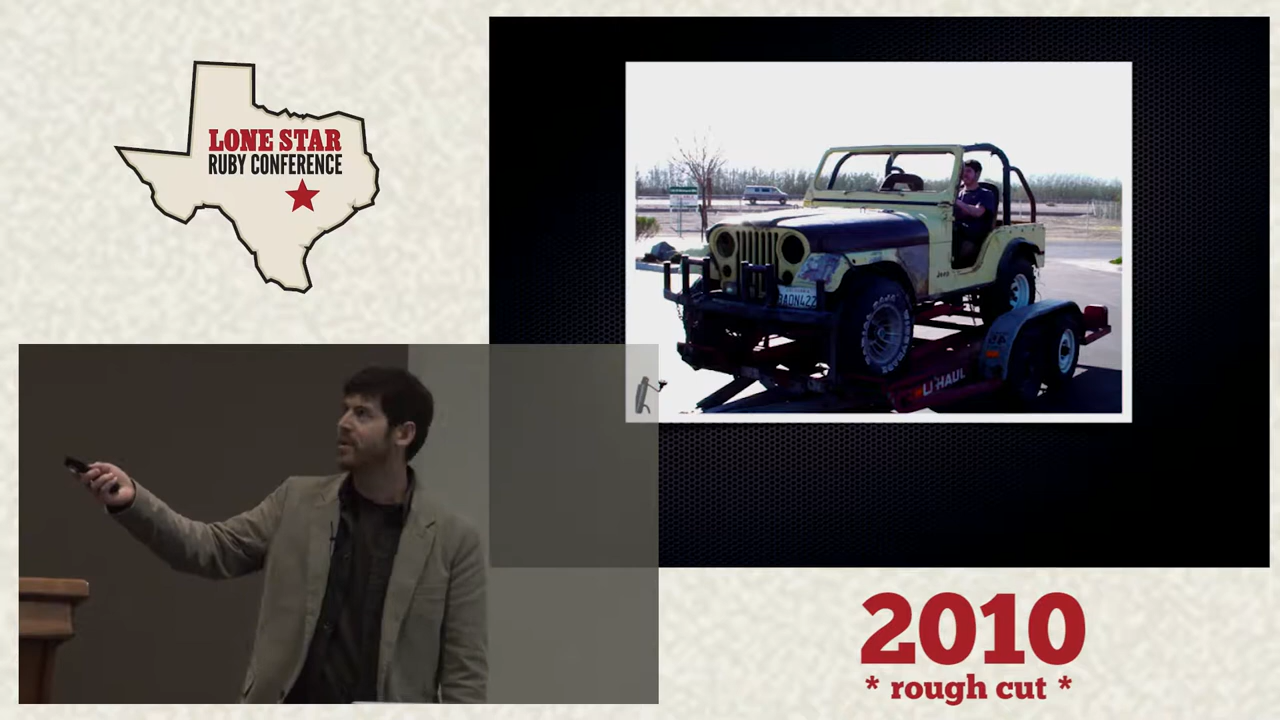 LONE STAR
RUBY CONFERENCE
Jeep
U-HAUL
2010
* rough cut *